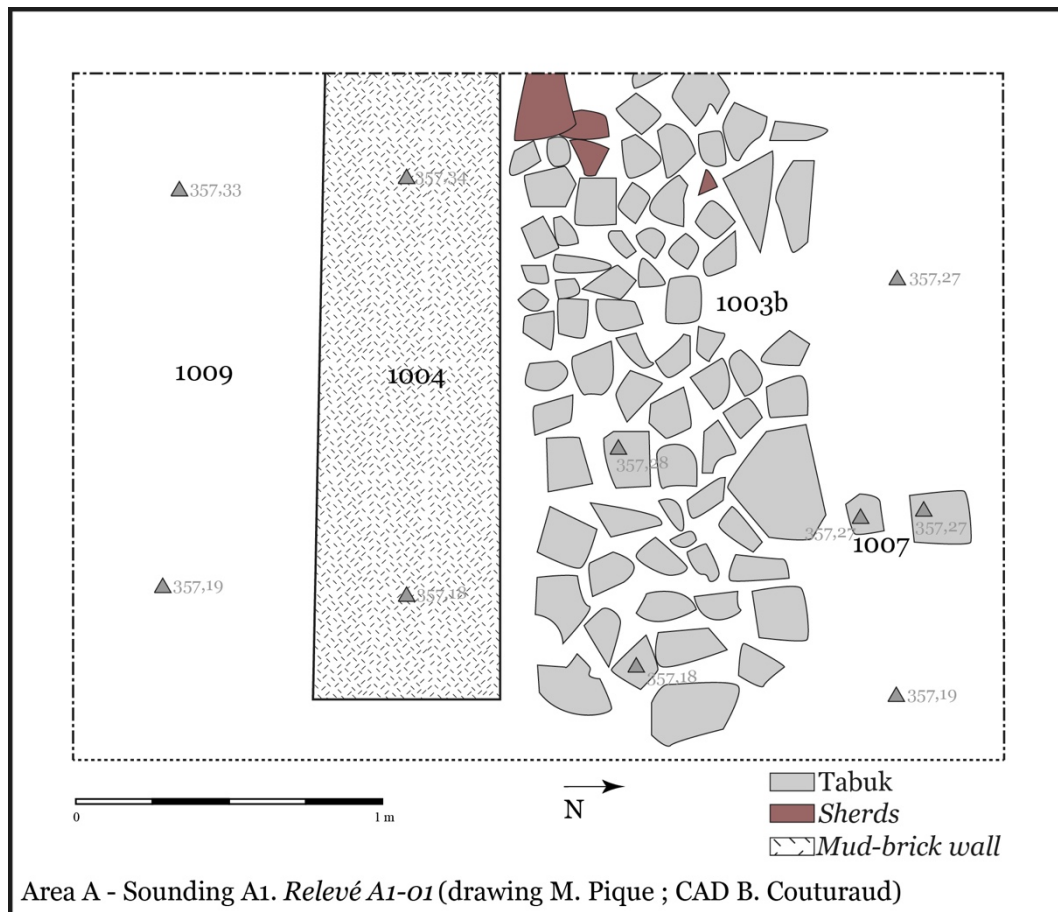 357,33
357,34
357,27
1003b
1009
1004
357,28
357,27
357,27
1007
357,19
357,18
357,18
357,19
0
1 m
N
Tabuk
Sherds
Mud-brick wall
Area A - Sounding A1. Relevé A1-01 (drawing M. Pique ; CAD B. Couturaud)